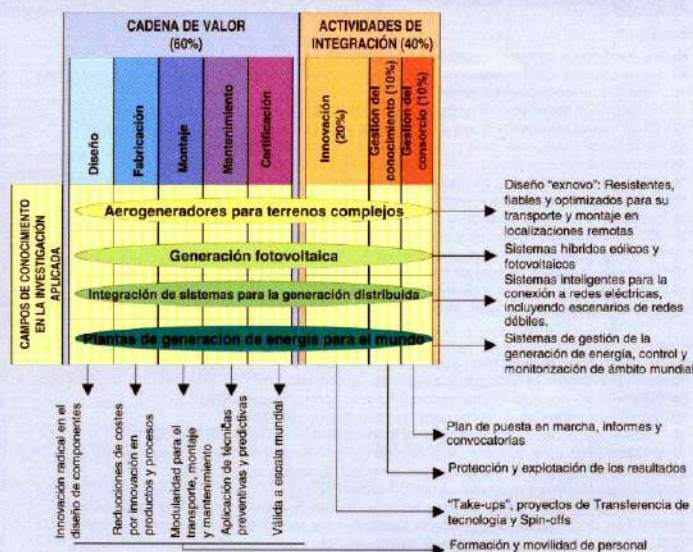 CADENA DE VALOR
(60%)
ACTIVIDADES DE
INTEGRACIÓN (40%)
Diseño
Fabricación
Montaje
Mantenimiento
Certificación
Innovación
(20%)
Gestión del
conocimiento (10%)
Gestión del
consorcio (10%)
CAMPOS DE CONOCIMIENTO
EN LA INVESTIGACIÓN
APLICADA
Aerogeneradores para terrenos complejos
Generación fotovoltaica
Integración de sistemas para la generación distribuida
Plantas de generación de energía para el mundo
Diseño "exnovo": Resistentes,
fiables y optimizados para su
transporte y montaje en
localizaciones remotas
Sistemas híbridos eólicos y
fotovoltaicos
Sistemas inteligentes para la
conexión a redes eléctricas,
incluyendo escenarios de redes
débiles.
Sistemas de gestión de la
generación de energía, control y
monitorización de ámbito mundial
Innovación radical en el
diseño de componentes
Reducciones de costes
por innovación en
productos y procesos
Modularidad para el
transporte, montaje
y mantenimiento
Aplicación de técnicas
preventivas y predictivas
Válida a escala mundial
Plan de puesta en marcha, informes y
convocatorias
Protección y explotación de los resultados
"Take-ups", proyectos de Transferencia de
tecnología y Spin-offs
Formación y movilidad de personal